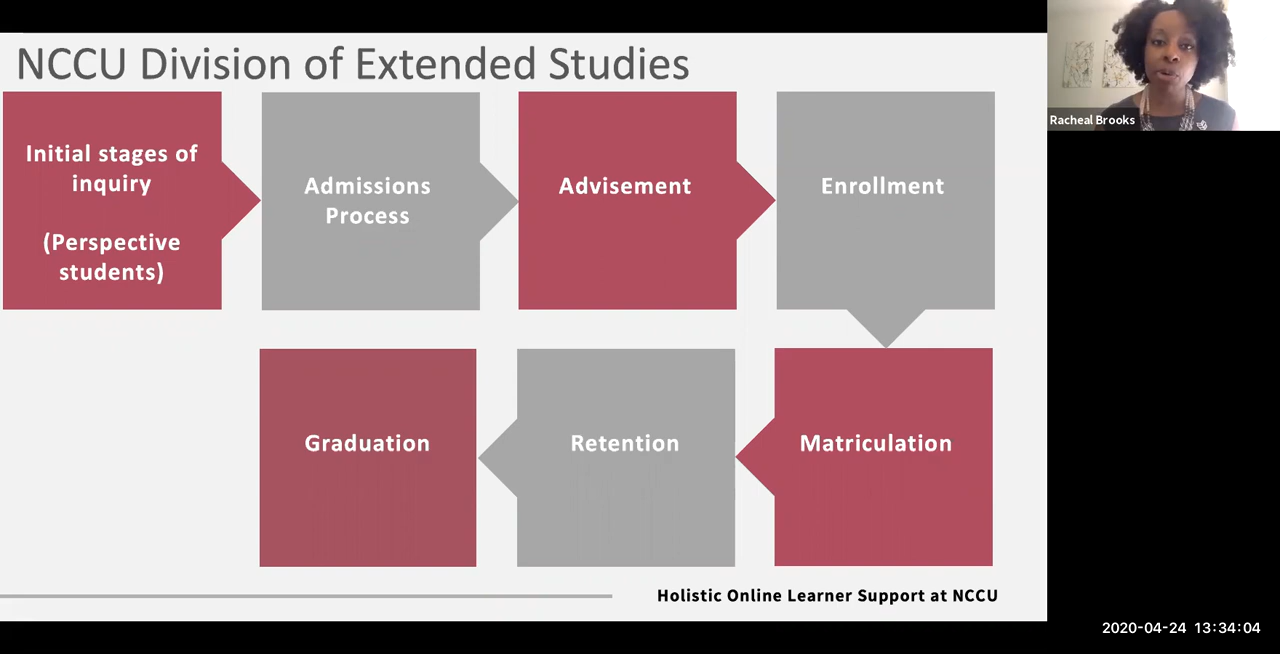 NCCU Division of Extended Studies
Initial stages of
inquiry
(Perspective
students)
Admissions
Process
Advisement
Enrollment
Graduation
Retention
Matriculation
Holistic Online Learner Support at NCCU
Racheal Brooks
2020-04-24 13:34:04